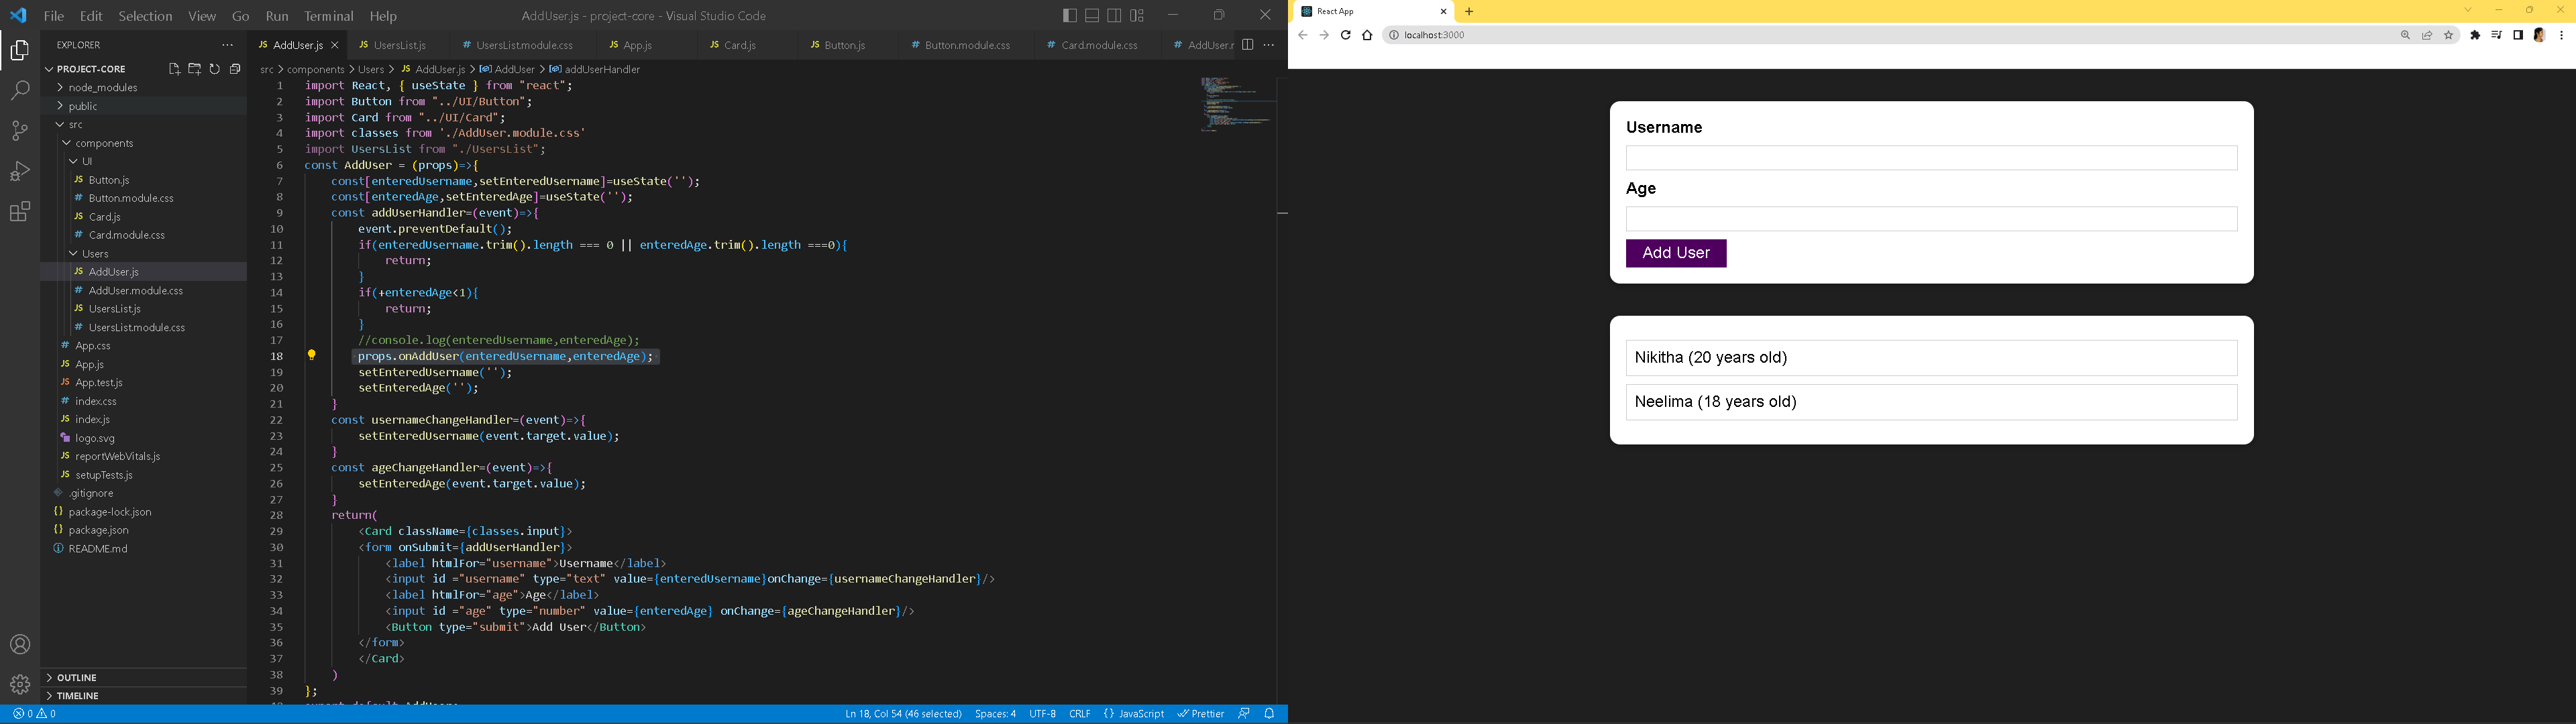 File Edit Selection View Go Run Terminal Help
AddUser.js - project-core - Visual Studio Code
EXPLORER
PROJECT-CORE
node_modules
public
src
components
UI
Button.js
Button.module.css
Card.js
Card.module.css
Users
AddUser.js
AddUser.module.css
UsersList.js
UsersList.module.css
App.css
App.js
App.test.js
index.css
index.js
logo.svg
reportWebVitals.js
setupTests.js
.gitignore
package-lock.json
package.json
README.md
OUTLINE
TIMELINE
AddUser.js UsersList.js UsersList.module.css App.js Card.js Button.js Button.module.css Card.module.css AddUser.r
src > components > Users > AddUser.js > AddUser > addUserHandler
1 import React, { useState } from "react";
2 import Button from "../UI/Button";
3 import Card from "../UI/Card";
4 import classes from './AddUser.module.css'
5 import UsersList from "./UsersList";
6 const AddUser = (props)=>{
7 const[enteredUsername,setEnteredUsername]=useState('');
8 const[enteredAge,setEnteredAge]=useState('');
9 const addUserHandler=(event)=>{
10 event.preventDefault();
11 if(enteredUsername.trim().length === 0 || enteredAge.trim().length ===0){
12 return;
13 }
14 if(+enteredAge<1){
15 return;
16 }
17 //console.log(enteredUsername,enteredAge);
18 props.onAddUser(enteredUsername,enteredAge);
19 setEnteredUsername('');
20 setEnteredAge('');
21 }
22 const usernameChangeHandler=(event)=>{
23 setEnteredUsername(event.target.value);
24 }
25 const ageChangeHandler=(event)=>{
26 setEnteredAge(event.target.value);
27 }
28 return(
29 <Card className={classes.input}>
30 <form onSubmit={addUserHandler}>
31 <label htmlFor="username">Username</label>
32 <input id ="username" type="text" value={enteredUsername}onChange={usernameChangeHandler}/>
33 <label htmlFor="age">Age</label>
34 <input id ="age" type="number" value={enteredAge} onChange={ageChangeHandler}/>
35 <Button type="submit">Add User</Button>
36 </form>
37 </Card>
38 )
39 };
0 0
Ln 18, Col 54 (46 selected) Spaces: 4 UTF-8 CRLF {} JavaScript Prettier
React App
localhost:3000
Username
Age
Add User
Nikitha (20 years old)
Neelima (18 years old)